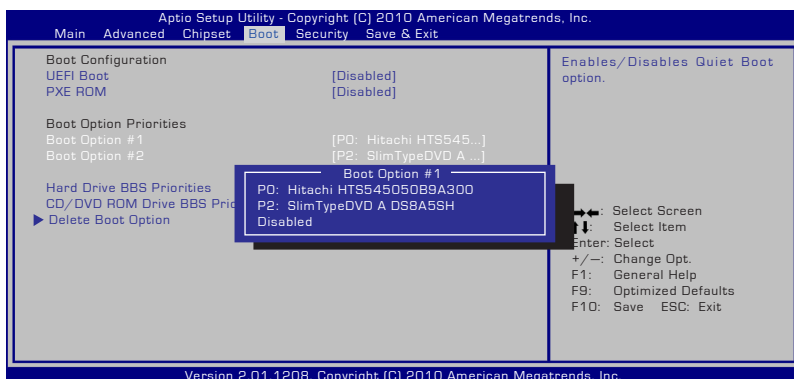 Aptio Setup Utility - Copyright (C) 2010 American Megatrends, Inc.
Main Advanced Chipset Boot Security Save & Exit
Boot Configuration
UEFI Boot [Disabled]
PXE ROM [Disabled]
Boot Option Priorities
Boot Option #1 [P0: Hitachi HTS545...]
Boot Option #2 [P2: SlimTypeDVD A ...]
Hard Drive BBS Priorities
CD/DVD ROM Drive BBS Prio
Delete Boot Option
Boot Option #1
P0: Hitachi HTS545050B9A300
P2: SlimTypeDVD A DS8A5SH
Disabled
Enables/Disables Quiet Boot
option.
→←: Select Screen
↑↓: Select Item
Enter: Select
+/—: Change Opt.
F1: General Help
F9: Optimized Defaults
F10: Save ESC: Exit
Version 2.01.1208. Copyright (C) 2010 American Megatrends, Inc.